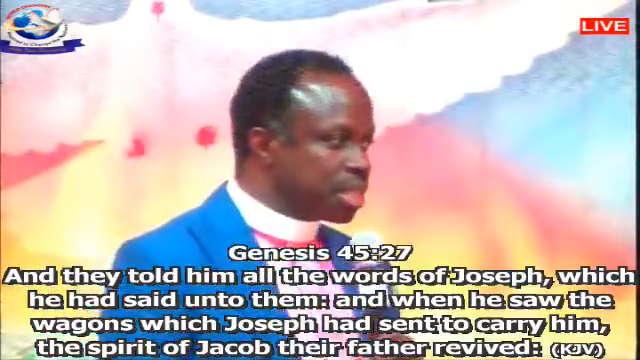 LIVE
Genesis 45:27
And they told him all the words of Joseph, which
he had said unto them: and when he saw the
wagons which Joseph had sent to carry him,
the spirit of Jacob their father revived: (KJV)